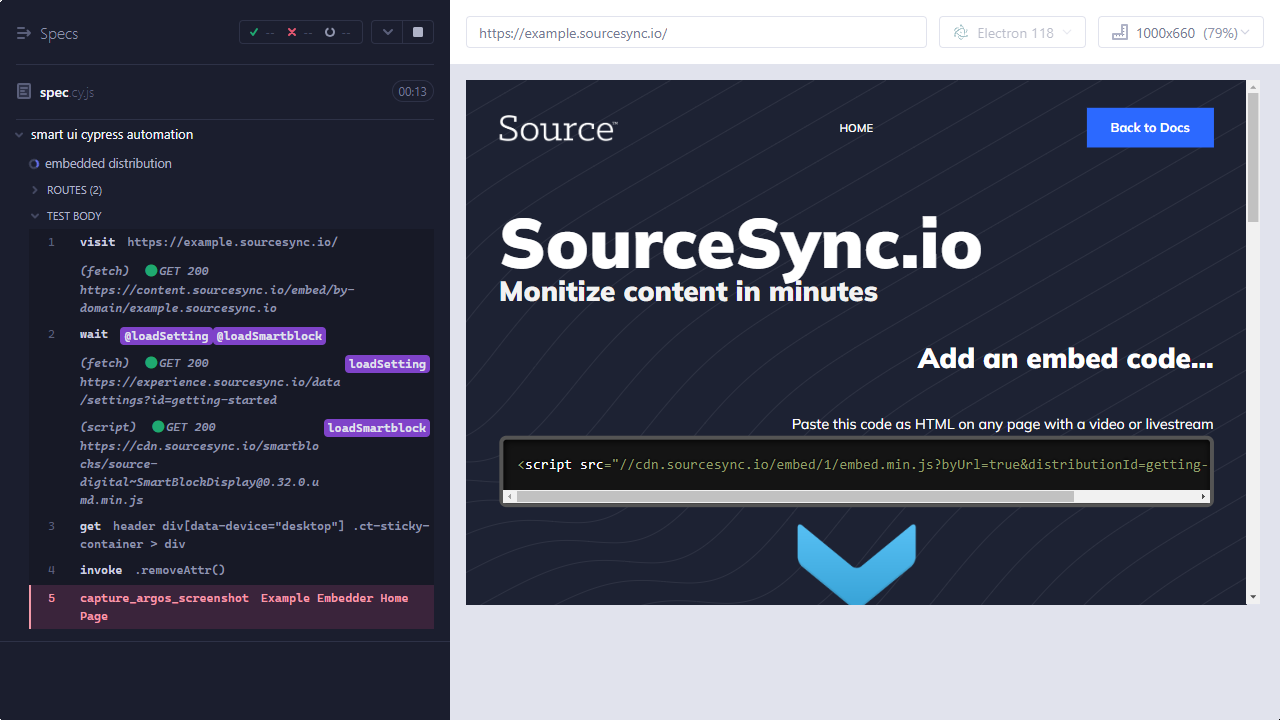 Specs
-- -- --
spec.cy.js
00:13
smart ui cypress automation
embedded distribution
ROUTES (2)
TEST BODY
1 visit https://example.sourcesync.io/
(fetch) GET 200
https://content.sourcesync.io/embed/by-
domain/example.sourcesync.io
2 wait @loadSetting @loadSmartblock
(fetch) GET 200 loadSetting
https://experience.sourcesync.io/data
/settings?id=getting-started
(script) GET 200 loadSmartblock
https://cdn.sourcesync.io/smartblo
cks/source-
digital~SmartBlockDisplay@0.32.0.u
md.min.js
3 get header div[data-device="desktop"] .ct-sticky-
container > div
4 invoke .removeAttr()
5 capture_argos_screenshot Example Embedder Home
Page
https://example.sourcesync.io/
Electron 118
1000x660 (79%)
Source™
HOME
Back to Docs
SourceSync.io
Monitize content in minutes
Add an embed code...
Paste this code as HTML on any page with a video or livestream
<script src="//cdn.sourcesync.io/embed/1/embed.min.js?byUrl=true&distributionId=getting-